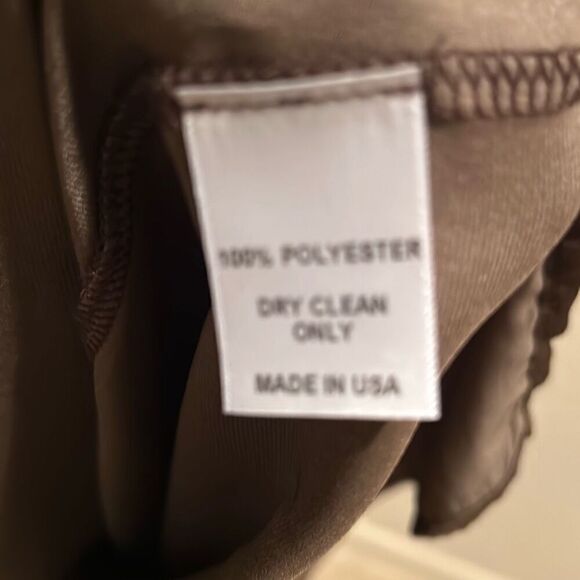 100% POLYESTER
DRY CLEAN
ONLY
MADE IN USA